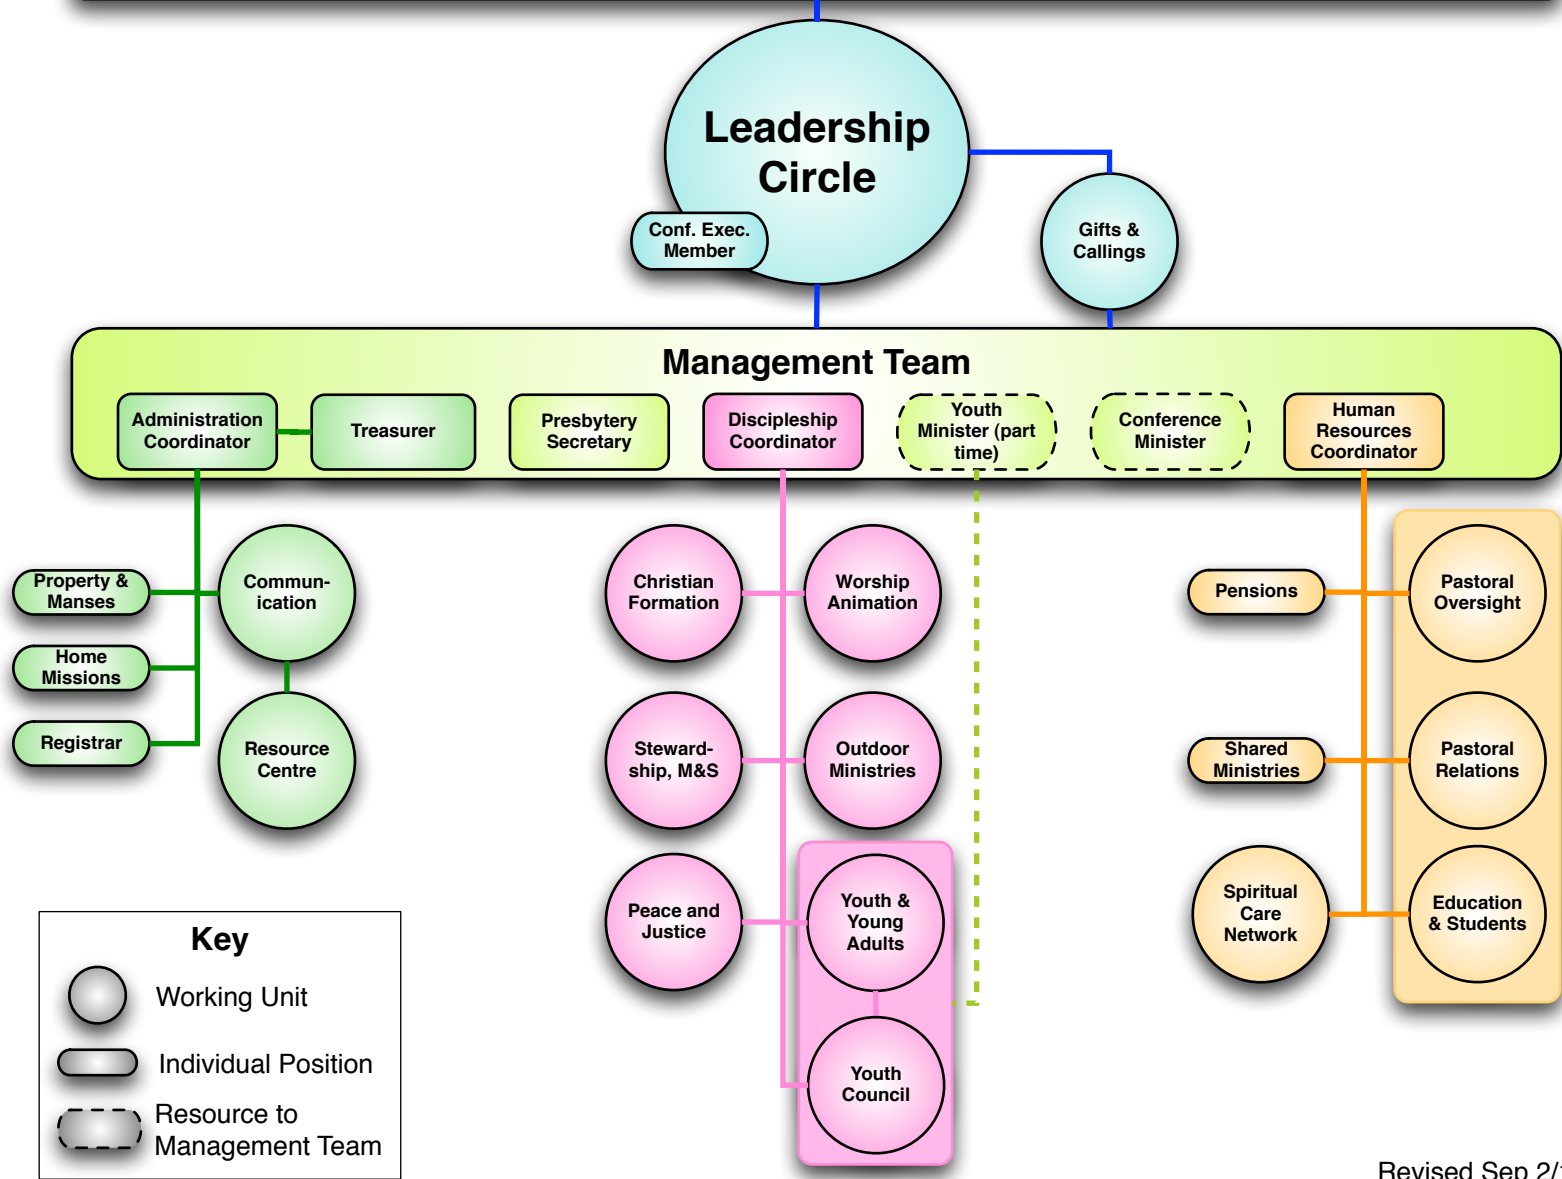 Leadership
Circle
Conf. Exec.
Member
Gifts &
Callings
Management Team
Administration
Coordinator
Treasurer
Presbytery
Secretary
Discipleship
Coordinator
Youth
Minister (part
time)
Conference
Minister
Human
Resources
Coordinator
Property &
Manses
Commun-
ication
Home
Missions
Registrar
Resource
Centre
Christian
Formation
Worship
Animation
Steward-
ship, M&S
Outdoor
Ministries
Peace and
Justice
Youth &
Young
Adults
Youth
Council
Pensions
Pastoral
Oversight
Shared
Ministries
Pastoral
Relations
Spiritual
Care
Network
Education
& Students
Key
Working Unit
Individual Position
Resource to
Management Team
Revised Sep 2/